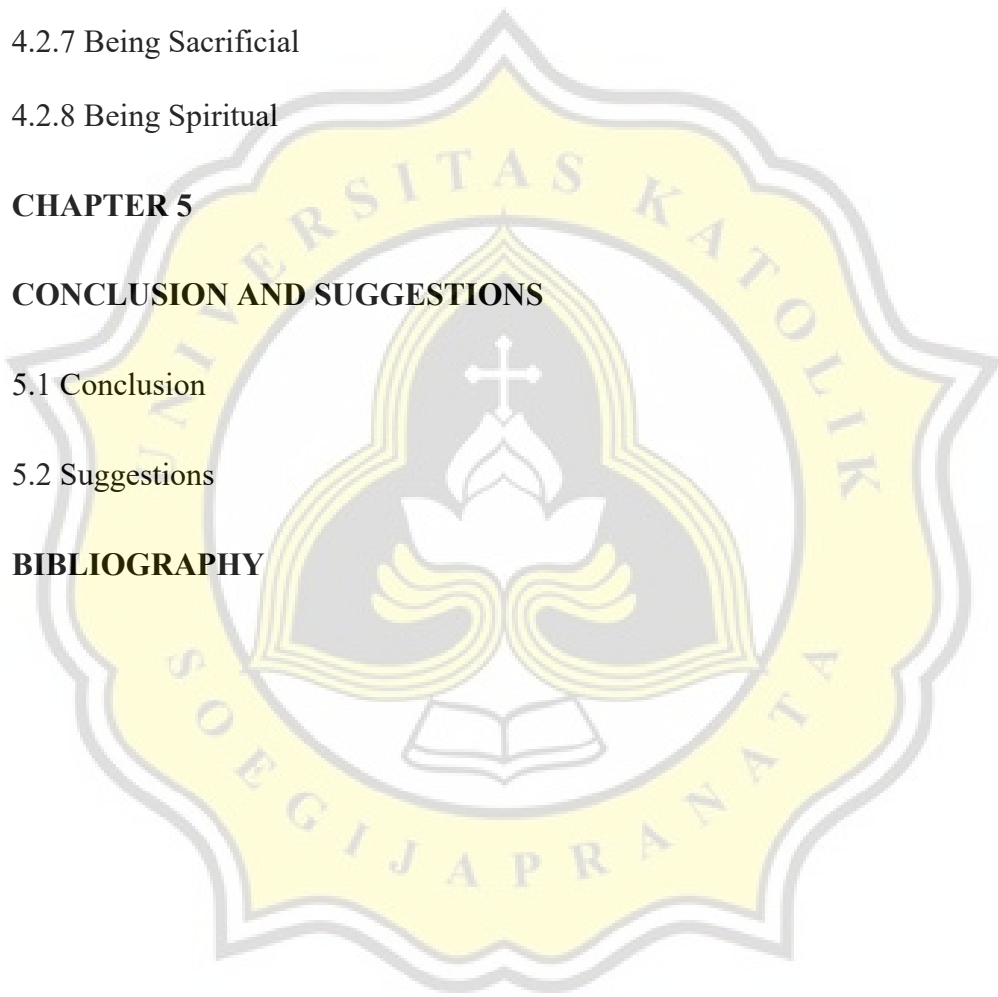 4.2.7 Being Sacrificial
4.2.8 Being Spiritual
CHAPTER 5
CONCLUSION AND SUGGESTIONS
5.1 Conclusion
5.2 Suggestions
BIBLIOGRAPHY
UNIVERSITAS KATOLIK
SOEGIJAPRANATA